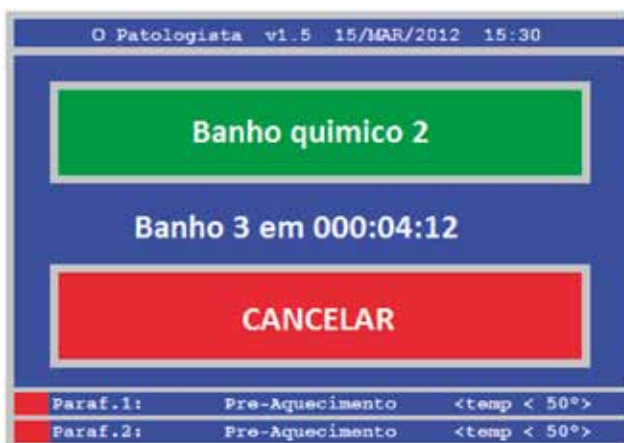 O Patologista v1.5 15/MAR/2012 15:30
Banho quimico 2
Banho 3 em 000:04:12
CANCELAR
Paraf.1: Pre-Aquecimento <temp < 50°>
Paraf.2: Pre-Aquecimento <temp < 50°>